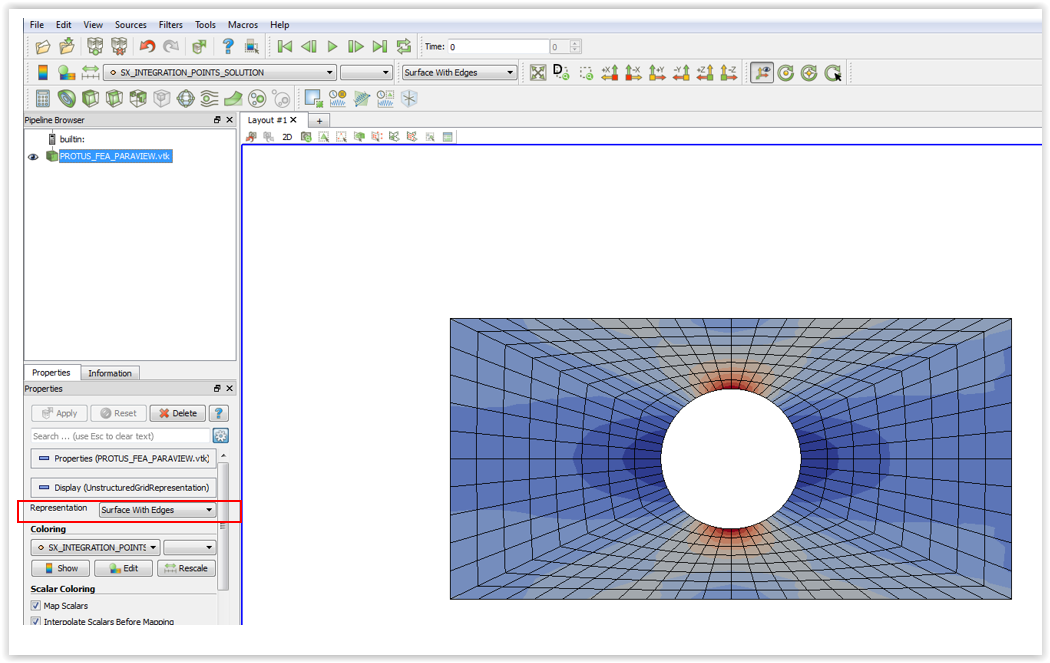 File Edit View Sources Filters Tools Macros Help
Time: 0 0
SX_INTEGRATION_POINTS_SOLUTION Surface With Edges D +X -X +Y -Y +Z -Z
Pipeline Browser Layout #1 +
2D
builtin:
PROTUS_FEA_PARAVIEW.vtk
Properties Information
Properties
Apply Reset Delete ?
Search ... (use Esc to clear text)
Properties (PROTUS_FEA_PARAVIEW.vtk)
Display (UnstructuredGridRepresentation)
Representation Surface With Edges
Coloring
SX_INTEGRATION_POINTS
Show Edit Rescale
Scalar Coloring
Map Scalars
Interpolate Scalars Before Mapping